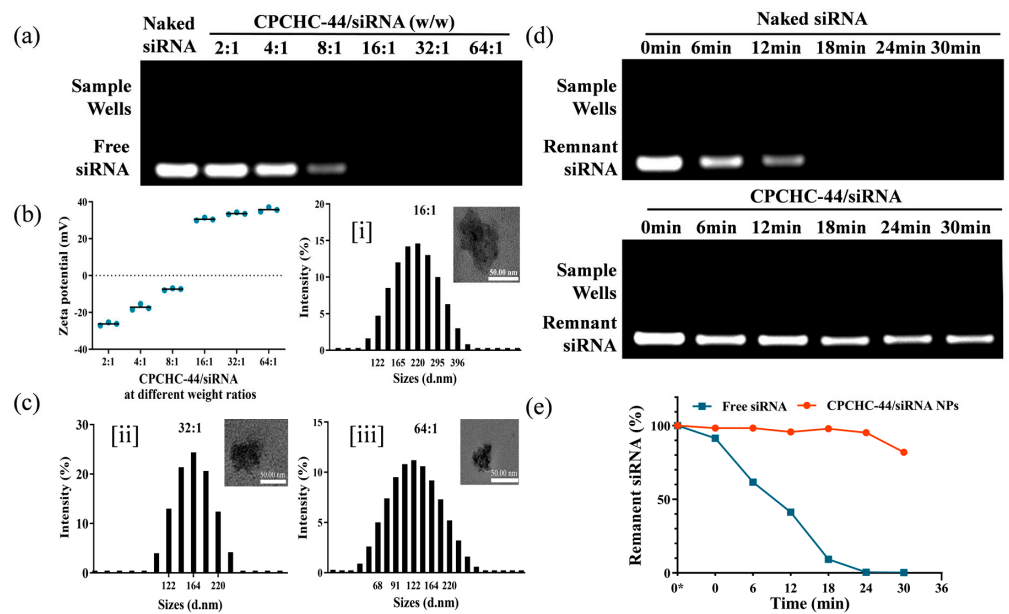 (a)
Naked
siRNA
CPCHC-44/siRNA (w/w)
2:1 4:1 8:1 16:1 32:1 64:1
Sample
Wells
Free
siRNA
(b)
Zeta potential (mV)
40
20
0
-20
-40
2:1 4:1 8:1 16:1 32:1 64:1
CPCHC-44/siRNA
at different weight ratios
[i]
16:1
Intensity (%)
20
15
10
5
0
122 165 220 295 396
Sizes (d.nm)
50.00 nm
(c)
[ii]
32:1
Intensity (%)
30
20
10
0
122 164 220
Sizes (d.nm)
50.00 nm
[iii]
64:1
Intensity (%)
15
10
5
0
68 91 122 164 220
Sizes (d.nm)
50.00 nm
(d)
Naked siRNA
0min 6min 12min 18min 24min 30min
Sample
Wells
Remnant
siRNA
CPCHC-44/siRNA
0min 6min 12min 18min 24min 30min
Sample
Wells
Remnant
siRNA
(e)
Free siRNA CPCHC-44/siRNA NPs
Remanent siRNA (%)
100
50
0
0* 0 6 12 18 24 30 36
Time (min)